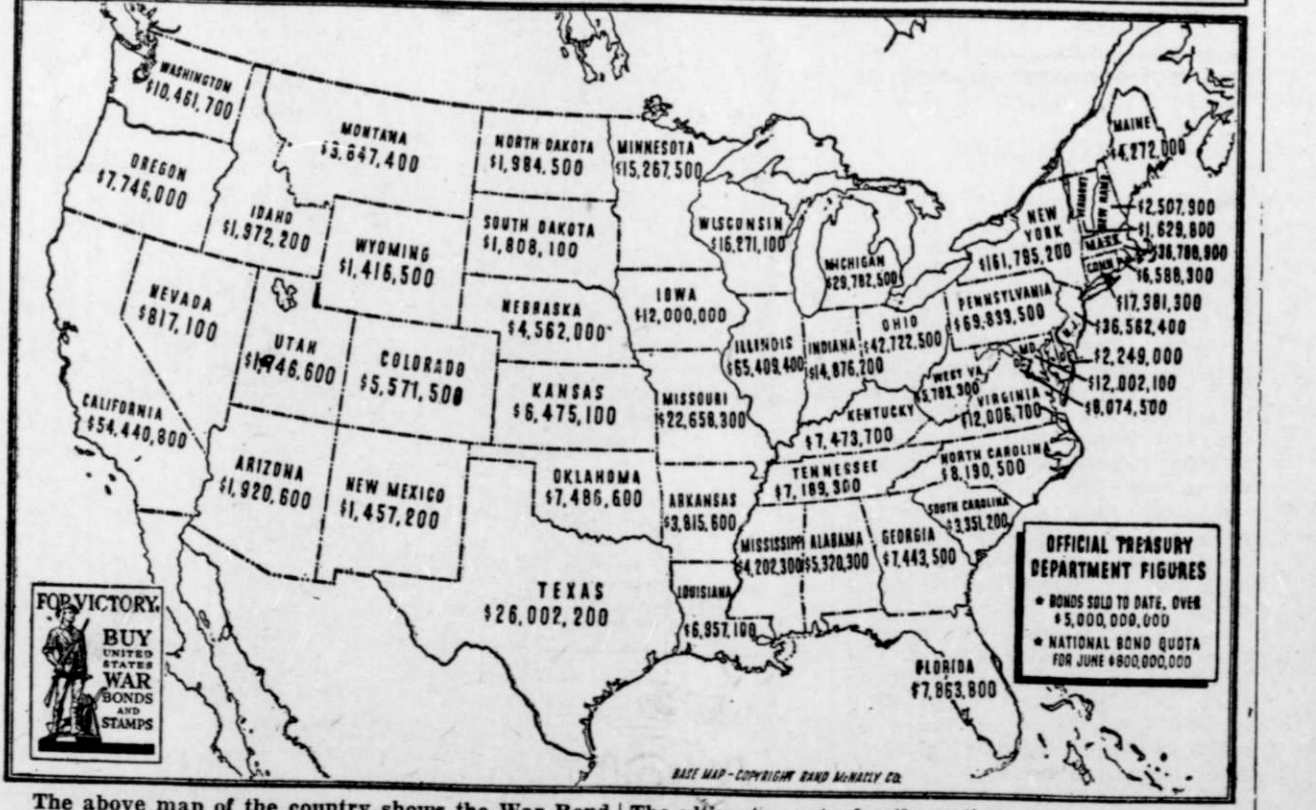 WASHINGTON
$10,461,700
OREGON
$7,746,000
IDAHO
$1,972,200
MONTANA
WYOMING
$1,416,500
NEVADA
$817,100
UTAH
COLORADO
$5,571,500
CALIFORNIA
$54,440,800
ARIZONA
$1,920,600
NEW MEXICO
$1,457,200
NORTH DAKOTA
$1,984,500
SOUTH DAKOTA
$1,808,100
NEBRASKA
$4,562,000
KANSAS
$6,475,100
OKLAHOMA
$7,486,600
TEXAS
$26,002,200
MINNESOTA
$15,267,500
IOWA
$12,000,000
MISSOURI
$22,658,300
ARKANSAS
$3,815,600
LOUISIANA
$6,957,100
WISCONSIN
$16,271,100
MICHIGAN
$29,782,500
ILLINOIS
$65,409,400
INDIANA
$14,876,200
OHIO
$42,722,500
KENTUCKY
$7,473,700
TENNESSEE
$7,189,300
MISSISSIPPI
$4,202,300
ALABAMA
$5,320,300
GEORGIA
$7,443,500
FLORIDA
$7,863,800
SOUTH CAROLINA
$3,351,200
NORTH CAROLINA
$8,190,500
VIRGINIA
$12,006,700
WEST VA.
PENNSYLVANIA
$69,833,500
NEW
YORK
$161,795,200
MAINE
$4,272,000
VERMONT
NEW HAMP.
MASS.
CONN.
N.J.
MD.
$2,507,900
$1,629,800
$6,588,300
$17,981,300
$36,562,400
$2,249,000
$12,002,100
$8,074,500
OFFICIAL TREASURY
DEPARTMENT FIGURES
★ BONDS SOLD TO DATE, OVER
$5,000,000,000
★ NATIONAL BOND QUOTA
FOR JUNE $800,000,000
FOR VICTORY
BUY
UNITED
STATES
WAR
BONDS
AND
STAMPS
BASE MAP - COPYRIGHT RAND McNALLY CO.
The above map of the country shows the War Bond